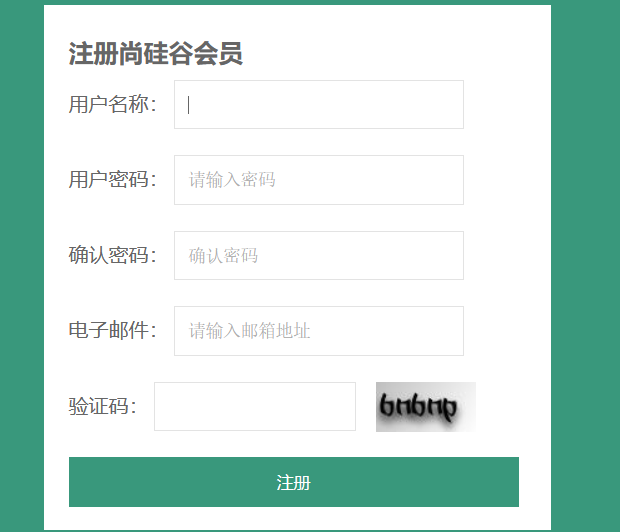 注册尚硅谷会员
用户名称：
用户密码： 请输入密码
确认密码： 确认密码
电子邮件： 请输入邮箱地址
验证码： bnbnp
注册